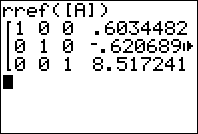 rref([A])
[1 0 0 .6034482
[0 1 0 -.620689
[0 0 1 8.517241